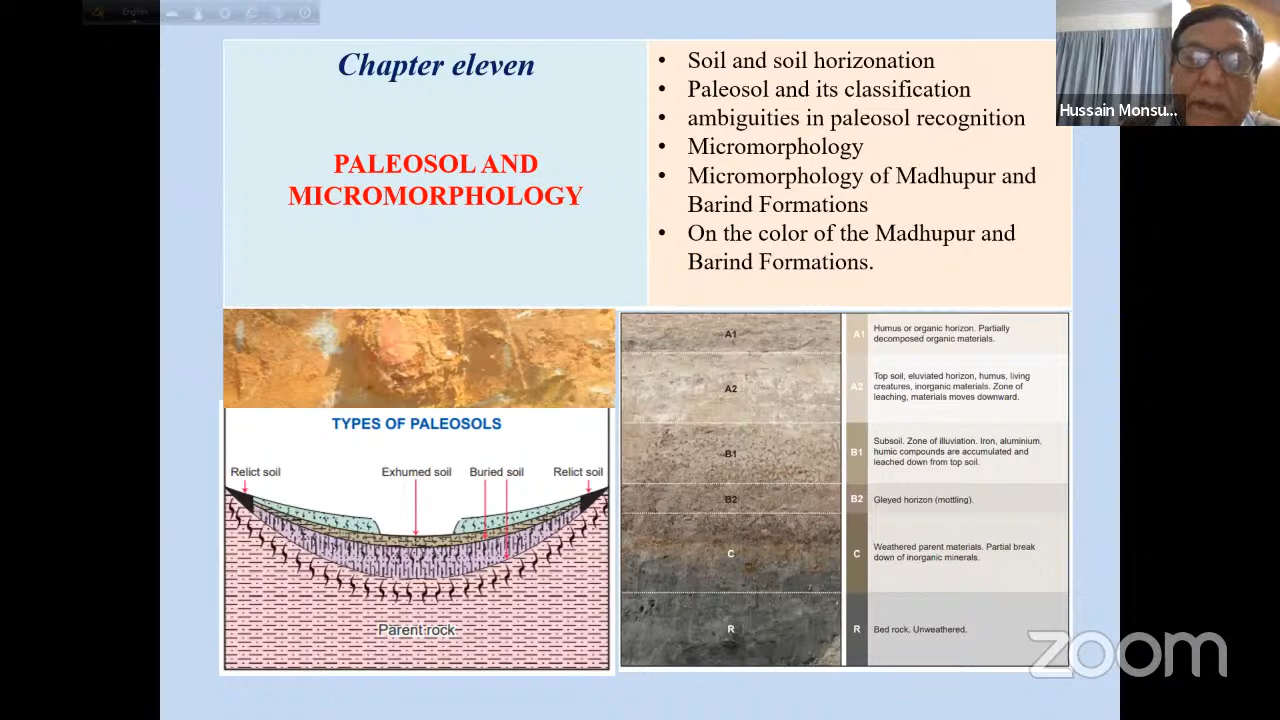 English
Chapter eleven
PALEOSOL AND
MICROMORPHOLOGY
• Soil and soil horizonation
• Paleosol and its classification
• ambiguities in paleosol recognition
• Micromorphology
• Micromorphology of Madhupur and
Barind Formations
• On the color of the Madhupur and
Barind Formations.
Hussain Monsu...
TYPES OF PALEOSOLS
Relict soil
Exhumed soil
Buried soil
Relict soil
Parent rock
A1
A2
B1
B2
C
R
A1
Humus or organic horizon. Partially
decomposed organic materials.
A2
Top soil, eluviated horizon, humus, living
creatures, inorganic materials. Zone of
leaching, materials moves downward.
B1
Subsoil. Zone of illuviation. Iron, aluminium,
humic compounds are accumulated and
leached down from top soil.
B2
Gleyed horizon (mottling).
C
Weathered parent materials. Partial break
down of inorganic minerals.
R
Bed rock. Unweathered.
zoom